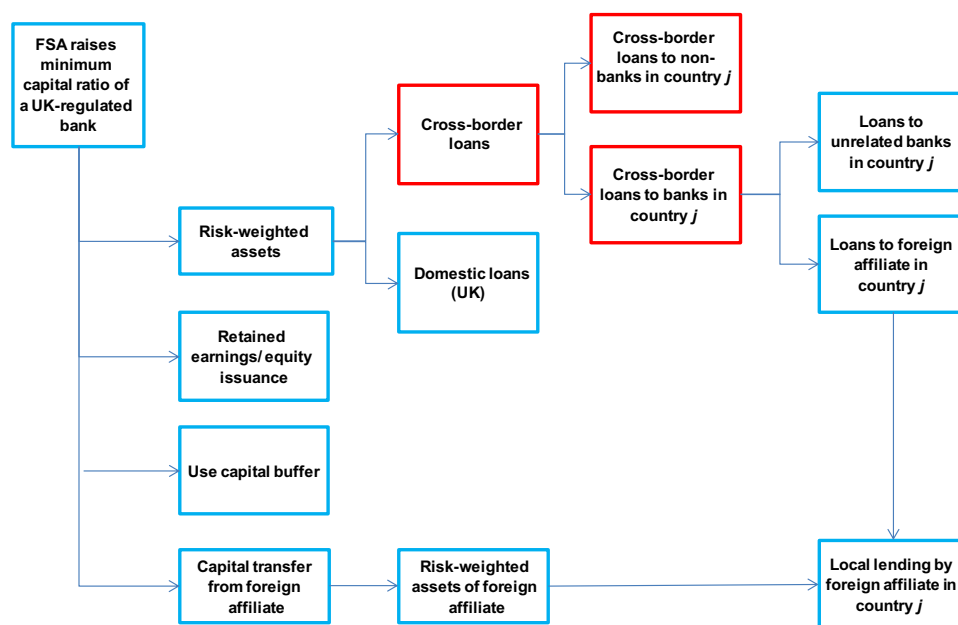 FSA raises
minimum
capital ratio of
a UK-regulated
bank
Cross-border
loans to non-
banks in country j
Cross-border
loans
Cross-border
loans to banks in
country j
Loans to
unrelated banks
in country j
Risk-weighted
assets
Domestic loans
(UK)
Loans to foreign
affiliate in
country j
Retained
earnings/ equity
issuance
Use capital buffer
Capital transfer
from foreign
affiliate
Risk-weighted
assets of foreign
affiliate
Local lending by
foreign affiliate in
country j